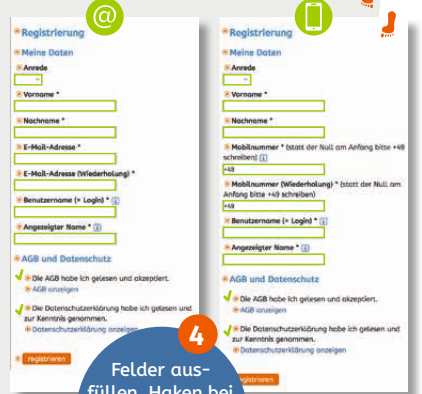 @
Registrierung
Meine Daten
Anrede
Vorname *
Nachname *
E-Mail-Adresse *
E-Mail-Adresse (Wiederholung) *
Benutzername (= Login) * i
Angezeigter Name * i
AGB und Datenschutz
Die AGB habe ich gelesen und akzeptiert.
AGB anzeigen
Die Datenschutzerklärung habe ich gelesen und
zur Kenntnis genommen.
Datenschutzerklärung anzeigen
registrieren
Registrierung
Meine Daten
Anrede
Vorname *
Nachname *
Mobilnummer * (statt der Null am Anfang bitte +49
schreiben) i
+49
Mobilnummer (Wiederholung) * (statt der Null am
Anfang bitte +49 schreiben)
+49
Benutzername (= Login) * i
Angezeigter Name * i
AGB und Datenschutz
Die AGB habe ich gelesen und akzeptiert.
AGB anzeigen
Die Datenschutzerklärung habe ich gelesen und
zur Kenntnis genommen.
Datenschutzerklärung anzeigen
registrieren
4
Felder aus-
füllen, Haken bei